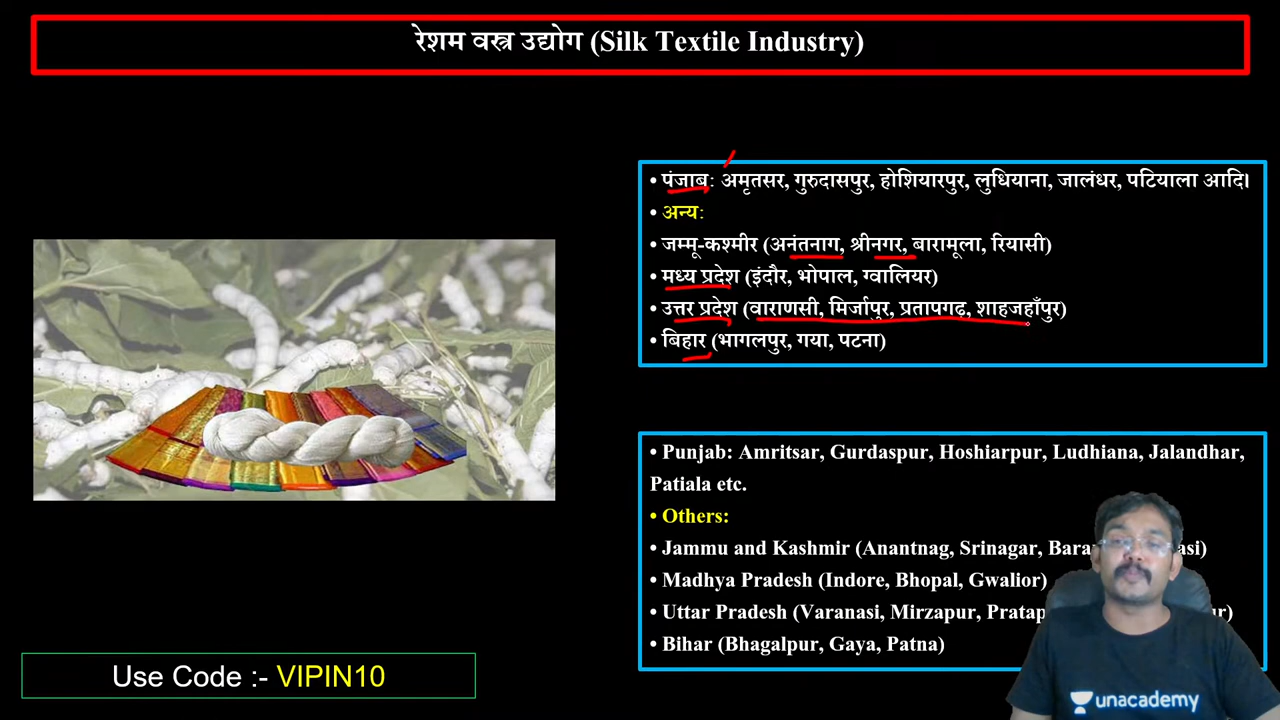 रेशम वस्त्र उद्योग (Silk Textile Industry)
• पंजाब: अमृतसर, गुरुदासपुर, होशियारपुर, लुधियाना, जालंधर, पटियाला आदि।
• अन्य:
• जम्मू-कश्मीर (अनंतनाग, श्रीनगर, बारामूला, रियासी)
• मध्य प्रदेश (इंदौर, भोपाल, ग्वालियर)
• उत्तर प्रदेश (वाराणसी, मिर्जापुर, प्रतापगढ़, शाहजहाँपुर)
• बिहार (भागलपुर, गया, पटना)
• Punjab: Amritsar, Gurdaspur, Hoshiarpur, Ludhiana, Jalandhar,
Patiala etc.
• Others:
• Jammu and Kashmir (Anantnag, Srinagar,
• Madhya Pradesh (Indore, Bhopal, Gwalior)
• Uttar Pradesh (Varanasi, Mirzapur,
• Bihar (Bhagalpur, Gaya, Patna)
Use Code :- VIPIN10
unacademy